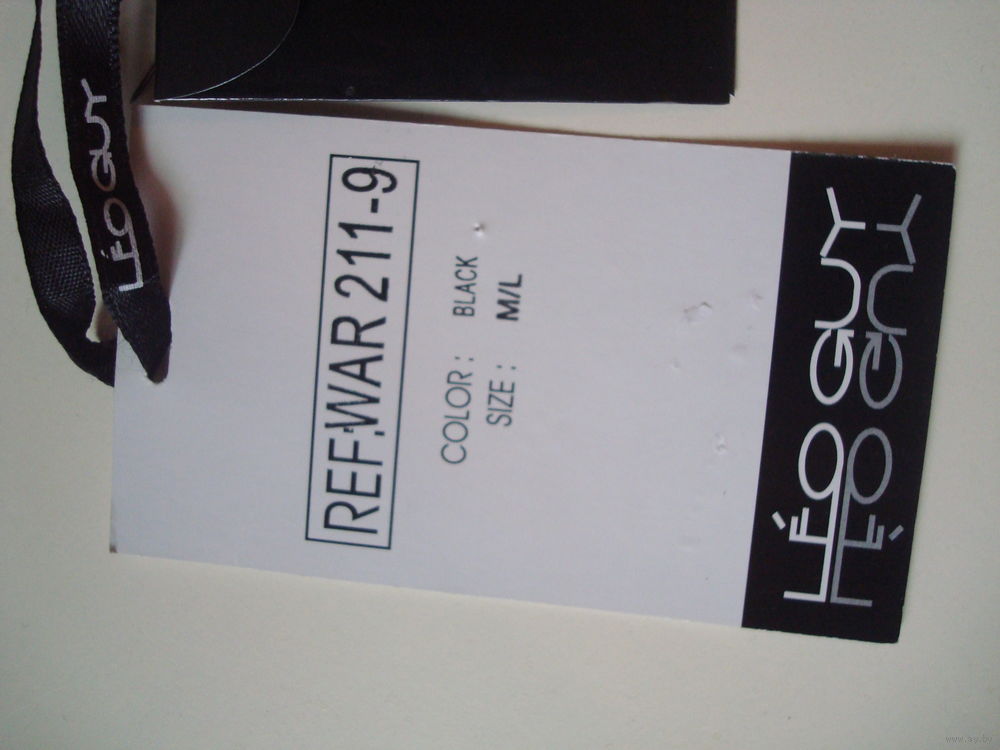 LÉO GUY
REF.WAR 211-9
COLOR : BLACK
SIZE : M/L
LÉO GUY
LÉO GUY